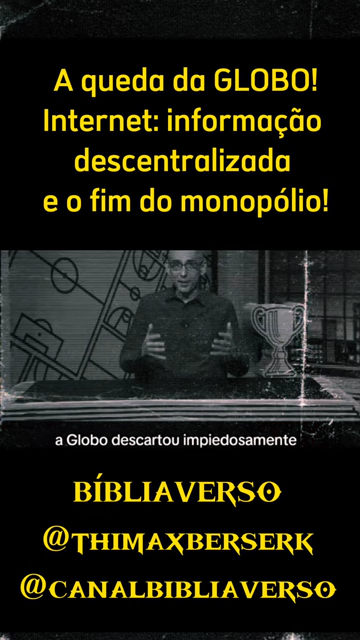 A queda da GLOBO!
Internet: informação
descentralizada
e o fim do monopólio!
a Globo descartou impiedosamente
BÍBLIAVERSO
@THIMAXBERSERK
@CANALBIBLIAVERSO